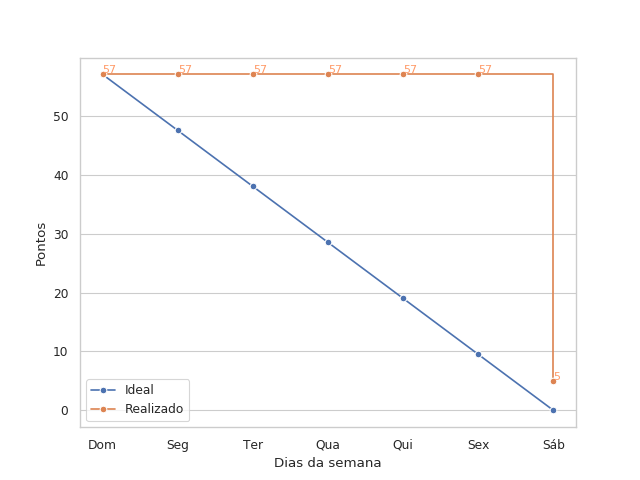 57 57 57 57 57 57
50
40
Pontos
30
20
10
5
Ideal
Realizado
0
Dom Seg Ter Qua Qui Sex Sáb
Dias da semana